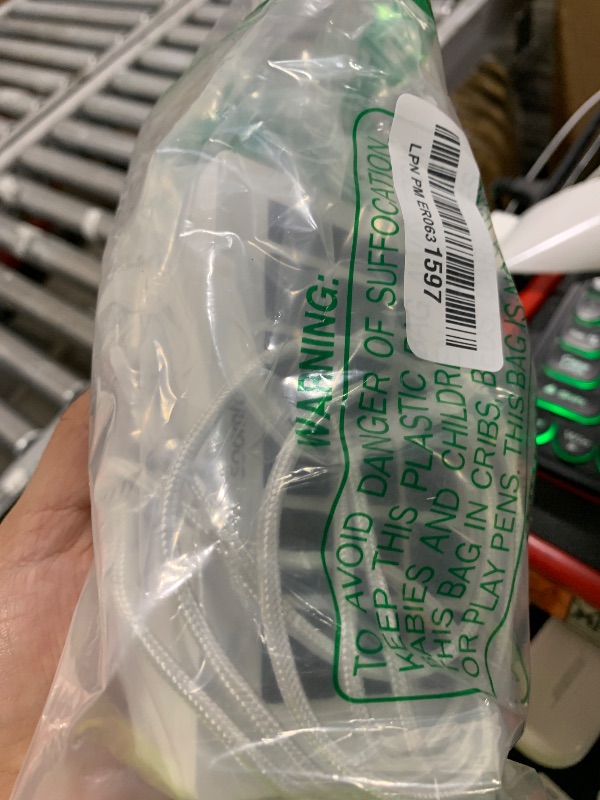 LPN PM ER063 1597
WARNING:
TO AVOID DANGER OF SUFFOCATION
KEEP THIS PLASTIC
BABIES AND CHILDR
THIS BAG IN CRIBS, B
OR PLAY PENS. THIS BAG IS